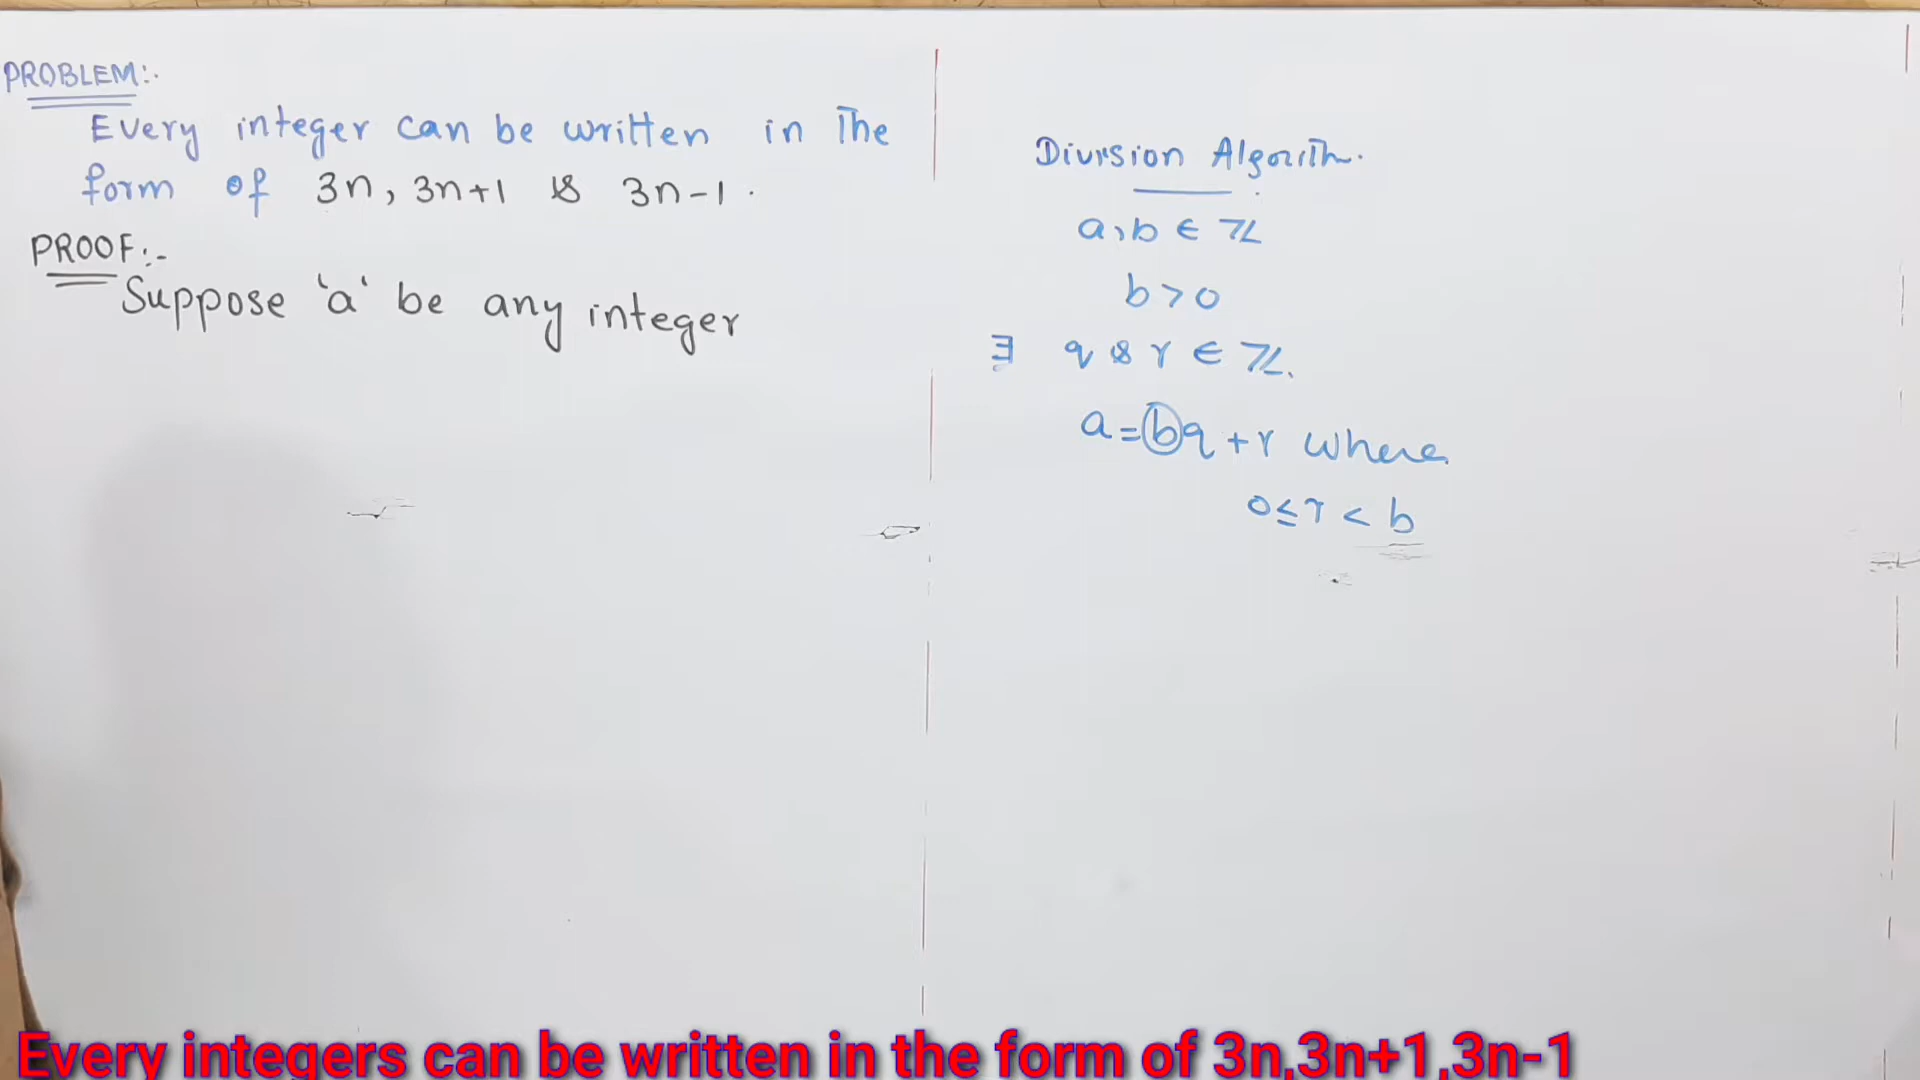 PROBLEM:-
Every integer can be written in The
form of 3n, 3n+1 & 3n-1.
PROOF:-
Suppose 'a' be any integer
Division Algorith.
a, b ∈ ℤ
b > 0
∃ q & r ∈ ℤ.
a = bq + r where
0 ≤ r < b
Every integers can be written in the form of 3n,3n+1,3n-1